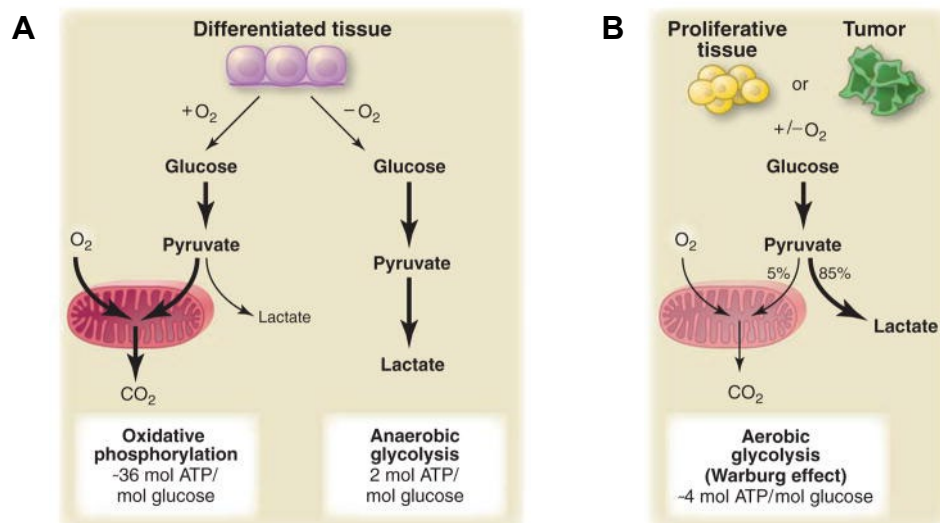 A
Differentiated tissue
+O₂
−O₂
Glucose
Glucose
O₂
Pyruvate
Pyruvate
Lactate
Lactate
CO₂
Oxidative
phosphorylation
~36 mol ATP/
mol glucose
Anaerobic
glycolysis
2 mol ATP/
mol glucose
B
Proliferative
tissue
Tumor
or
+/−O₂
Glucose
O₂
Pyruvate
5%
85%
Lactate
CO₂
Aerobic
glycolysis
(Warburg effect)
~4 mol ATP/mol glucose